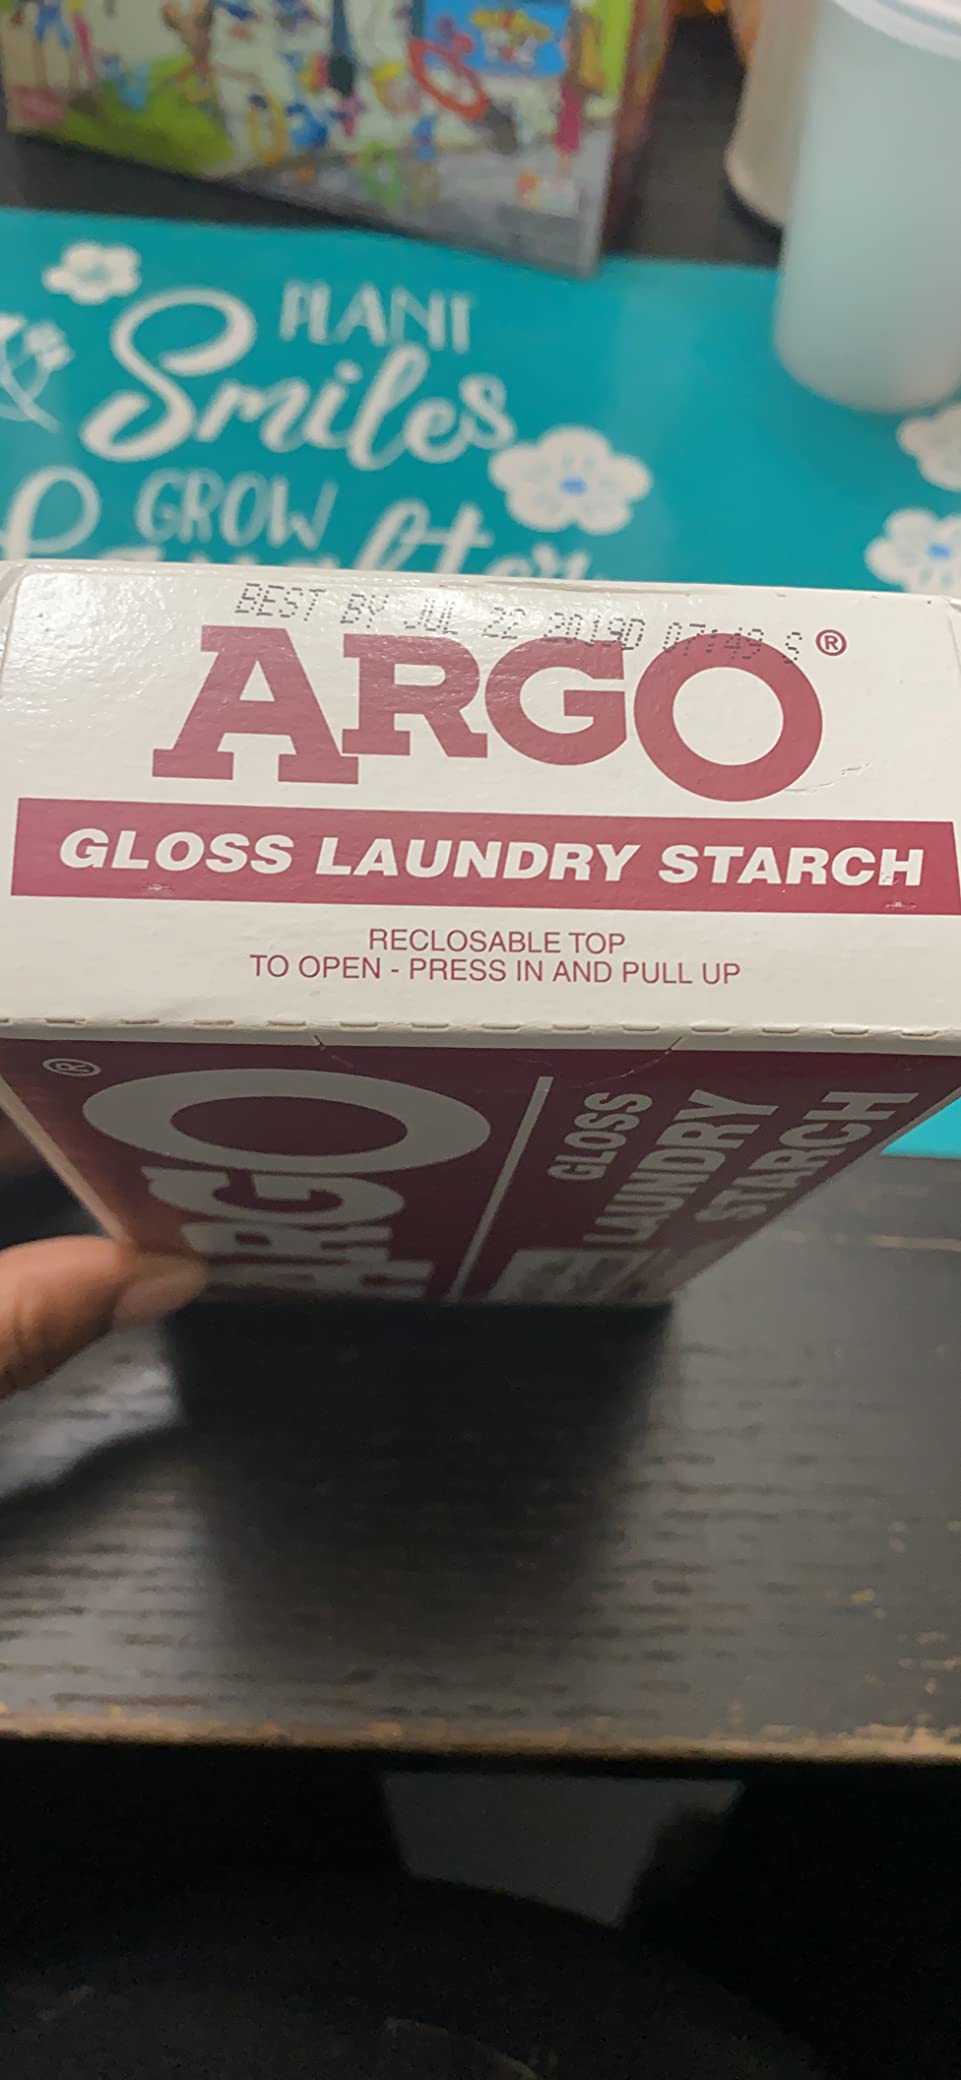 PLANT
Smiles
GROW
BEST BY JUL 22 2019D 07:49 S
ARGO®
GLOSS LAUNDRY STARCH
RECLOSABLE TOP
TO OPEN - PRESS IN AND PULL UP
ARGO®
GLOSS
LAUNDRY
STARCH